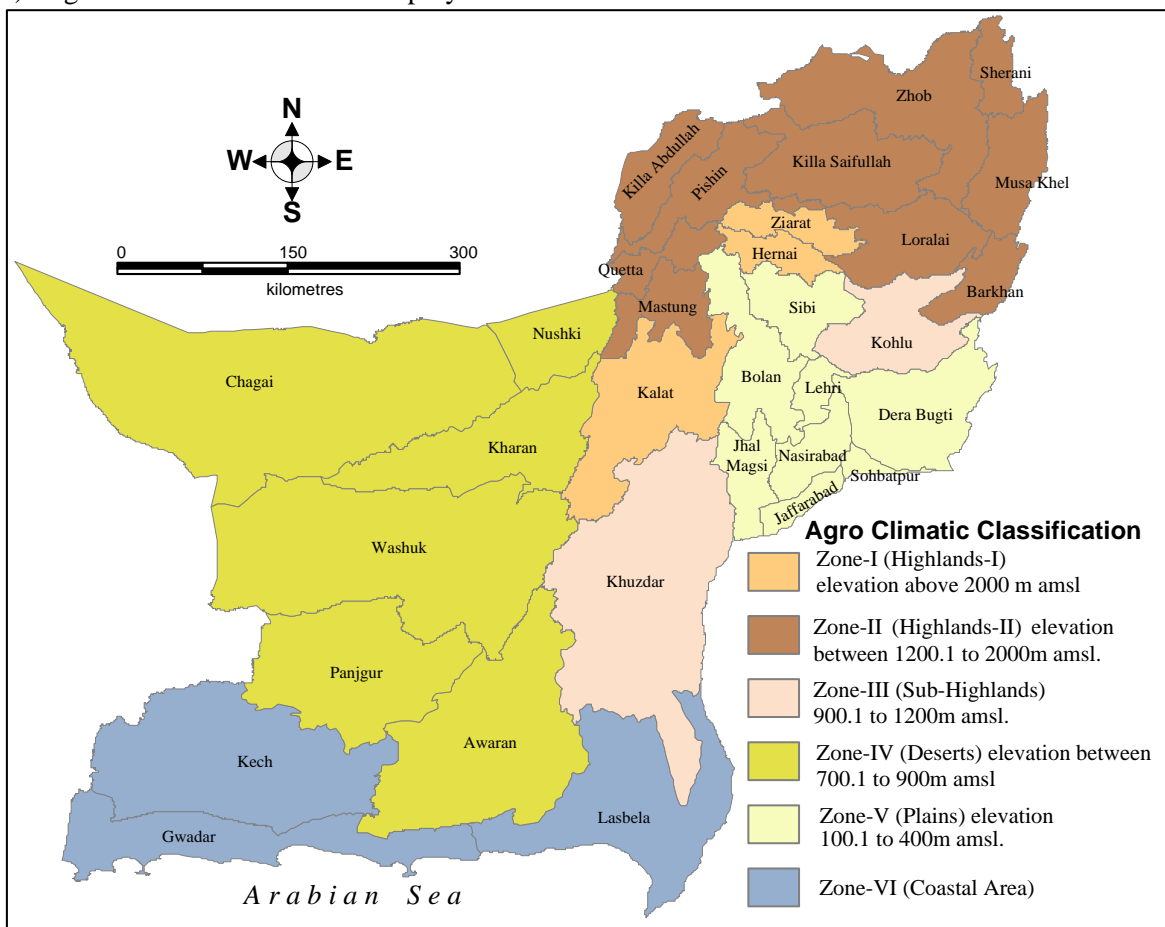 N
W E
S
0 150 300
kilometres
Sherani
Zhob
Killa Abdullah
Pishin
Killa Saifullah
Musa Khel
Ziarat
Loralai
Hernai
Quetta
Barkhan
Mastung
Sibi
Nushki
Kohlu
Chagai
Bolan
Lehri
Kalat
Dera Bugti
Kharan
Jhal
Magsi
Nasirabad
Sohbatpur
Jaffarabad
Washuk
Khuzdar
Panjgur
Awaran
Kech
Lasbela
Gwadar
Arabian Sea
Agro Climatic Classification
Zone-I (Highlands-I)
elevation above 2000 m amsl
Zone-II (Highlands-II) elevation
between 1200.1 to 2000m amsl.
Zone-III (Sub-Highlands)
900.1 to 1200m amsl.
Zone-IV (Deserts) elevation between
700.1 to 900m amsl
Zone-V (Plains) elevation
100.1 to 400m amsl.
Zone-VI (Coastal Area)